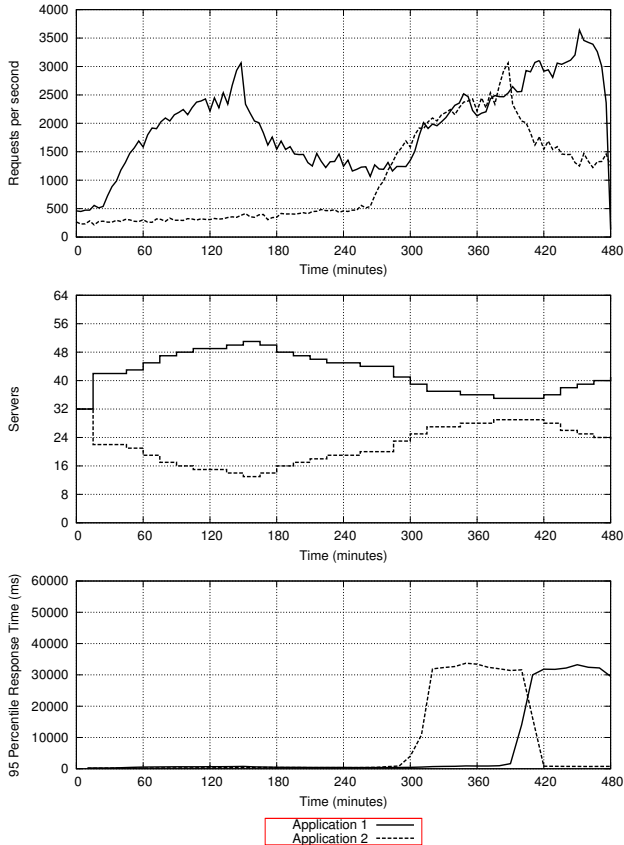 4000
3500
3000
2500
2000
1500
1000
500
0
Requests per second
0 60 120 180 240 300 360 420 480
Time (minutes)
64
56
48
40
32
24
16
8
0
Servers
0 60 120 180 240 300 360 420 480
Time (minutes)
60000
50000
40000
30000
20000
10000
0
95 Percentile Response Time (ms)
0 60 120 180 240 300 360 420 480
Time (minutes)
Application 1
Application 2